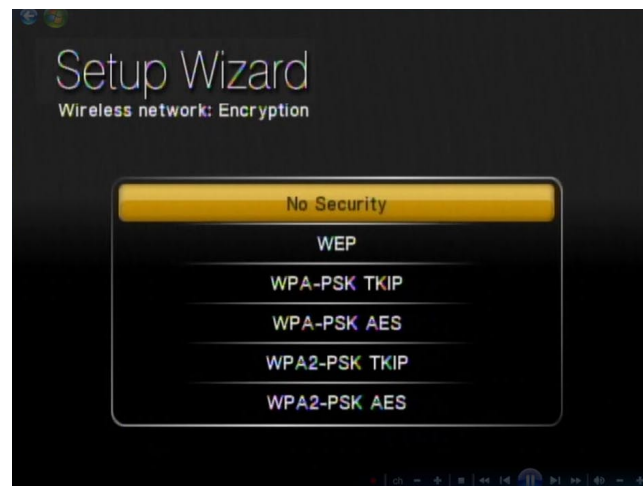 Setup Wizard
Wireless network: Encryption
No Security
WEP
WPA-PSK TKIP
WPA-PSK AES
WPA2-PSK TKIP
WPA2-PSK AES
ch